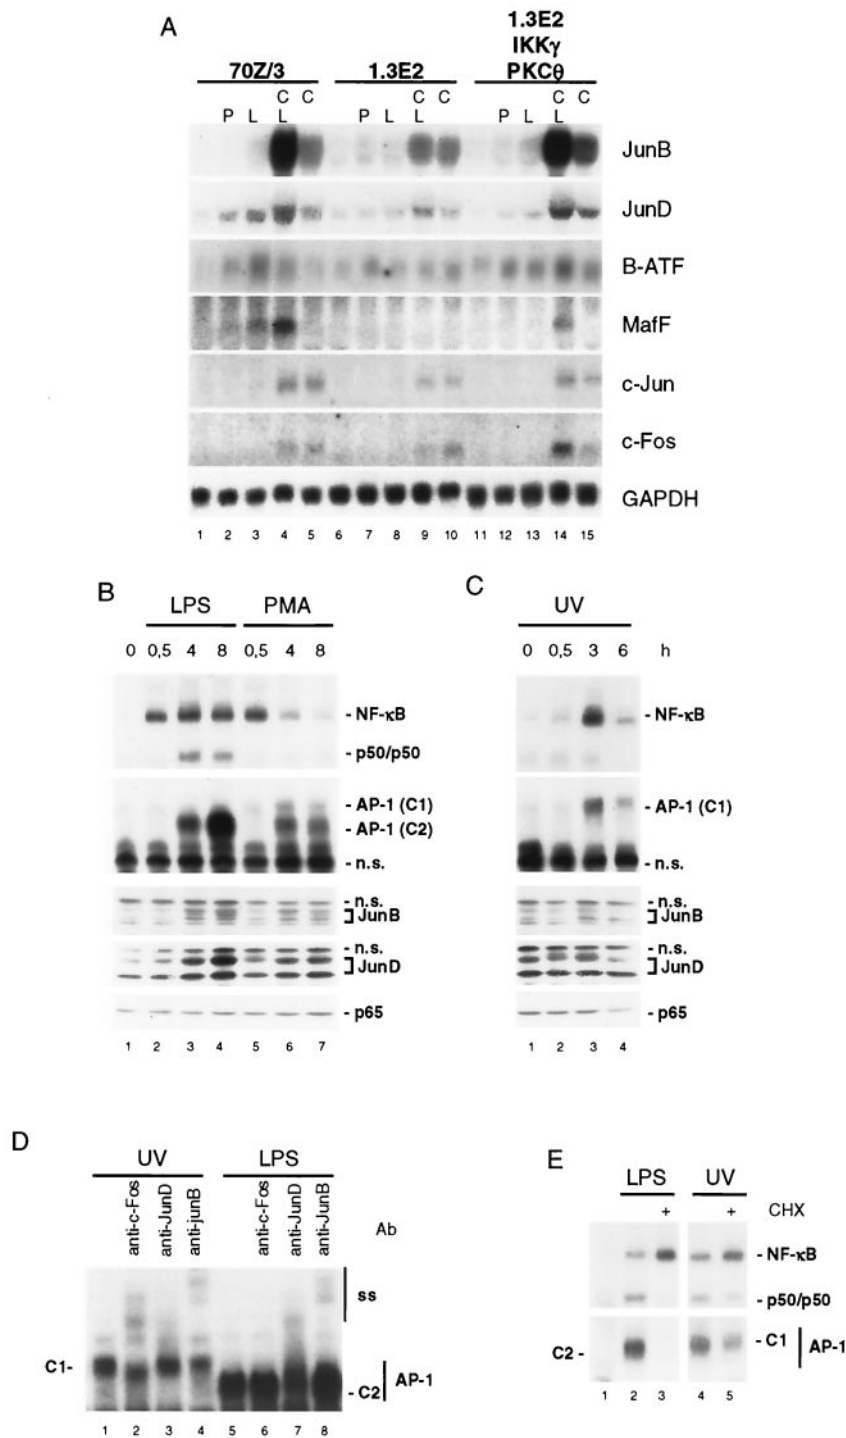 A
70Z/3 1.3E2 1.3E2 IKKγ PKCθ
C C C C C C
P L L P L L P L L
JunB
JunD
B-ATF
MafF
c-Jun
c-Fos
GAPDH
1 2 3 4 5 6 7 8 9 10 11 12 13 14 15
B
LPS PMA
0 0,5 4 8 0,5 4 8
- NF-κB
- p50/p50
- AP-1 (C1)
- AP-1 (C2)
- n.s.
- n.s.
JunB
- n.s.
JunD
- p65
1 2 3 4 5 6 7
C
UV
0 0,5 3 6 h
- NF-κB
- AP-1 (C1)
- n.s.
- n.s.
JunB
- n.s.
JunD
- p65
1 2 3 4
D
UV LPS
anti-c-Fos
anti-JunD
anti-junB
anti-c-Fos
anti-JunD
anti-JunB
Ab
ss
C1-
- C2
AP-1
1 2 3 4 5 6 7 8
E
LPS UV
+ + CHX
- NF-κB
- p50/p50
C2 -
- C1
AP-1
1 2 3 4 5